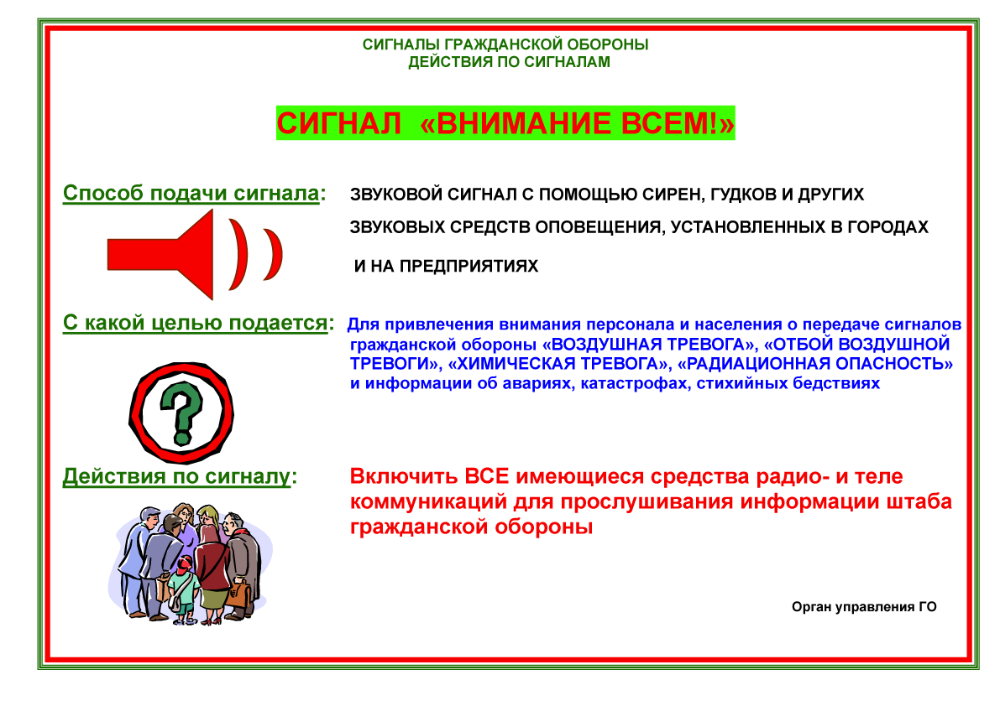 СИГНАЛЫ ГРАЖДАНСКОЙ ОБОРОНЫ
ДЕЙСТВИЯ ПО СИГНАЛАМ
СИГНАЛ «ВНИМАНИЕ ВСЕМ!»
Способ подачи сигнала: ЗВУКОВОЙ СИГНАЛ С ПОМОЩЬЮ СИРЕН, ГУДКОВ И ДРУГИХ
ЗВУКОВЫХ СРЕДСТВ ОПОВЕЩЕНИЯ, УСТАНОВЛЕННЫХ В ГОРОДАХ
И НА ПРЕДПРИЯТИЯХ
С какой целью подается: Для привлечения внимания персонала и населения о передаче сигналов
гражданской обороны «ВОЗДУШНАЯ ТРЕВОГА», «ОТБОЙ ВОЗДУШНОЙ
ТРЕВОГИ», «ХИМИЧЕСКАЯ ТРЕВОГА», «РАДИАЦИОННАЯ ОПАСНОСТЬ»
и информации об авариях, катастрофах, стихийных бедствиях
?
Действия по сигналу: Включить ВСЕ имеющиеся средства радио- и теле
коммуникаций для прослушивания информации штаба
гражданской обороны
Орган управления ГО